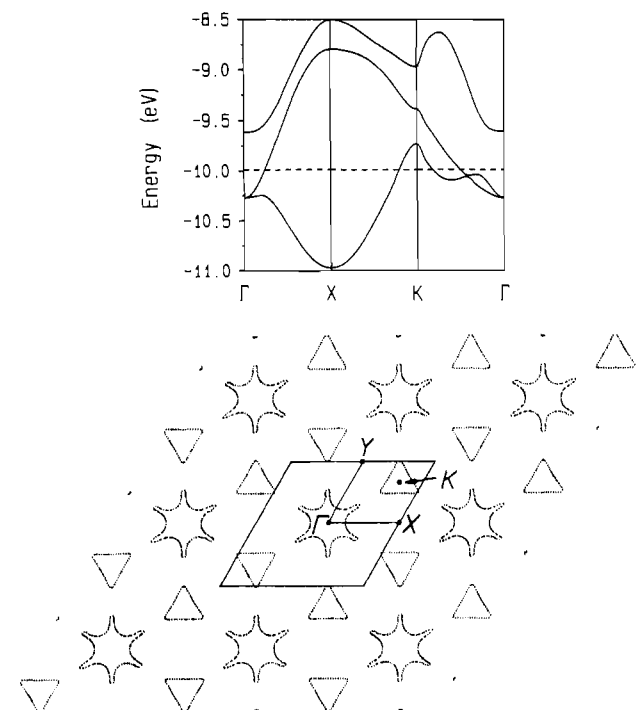 -8.5
-9.0
-9.5
-10.0
-10.5
-11.0
Energy (eV)
Γ X K Γ
Y
K
Γ
X